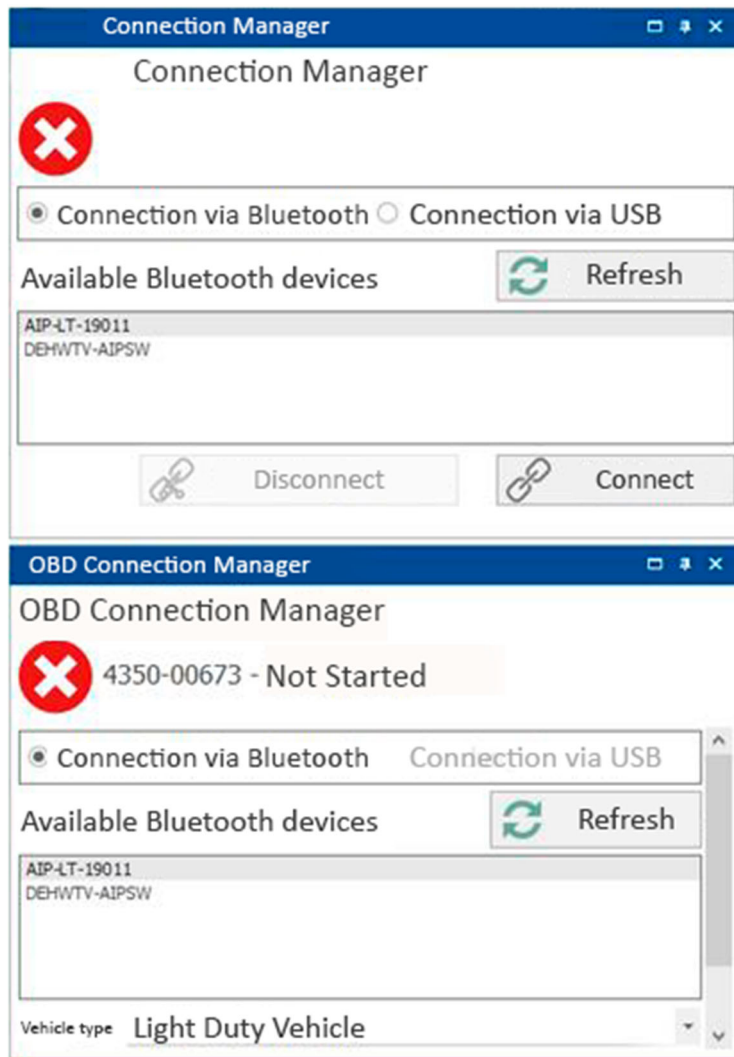 Connection Manager
Connection Manager
Connection via Bluetooth Connection via USB
Available Bluetooth devices Refresh
AIP-LT-19011
DEHWTV-AIPSW
Disconnect Connect
OBD Connection Manager
OBD Connection Manager
4350-00673 - Not Started
Connection via Bluetooth Connection via USB
Available Bluetooth devices Refresh
AIP-LT-19011
DEHWTV-AIPSW
Vehicle type Light Duty Vehicle